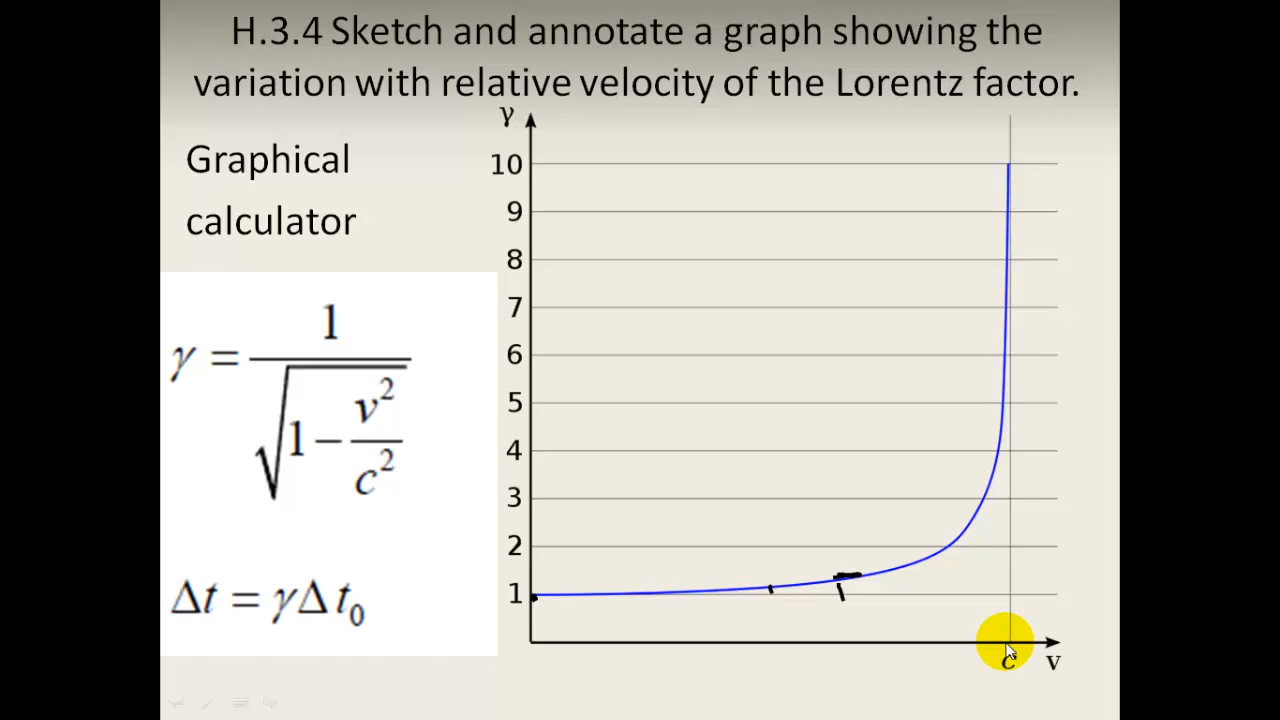 H.3.4 Sketch and annotate a graph showing the
variation with relative velocity of the Lorentz factor.
Graphical
calculator
γ = 1 / √(1 − v²/c²)
Δt = γΔt₀
γ
10
9
8
7
6
5
4
3
2
1
c
v